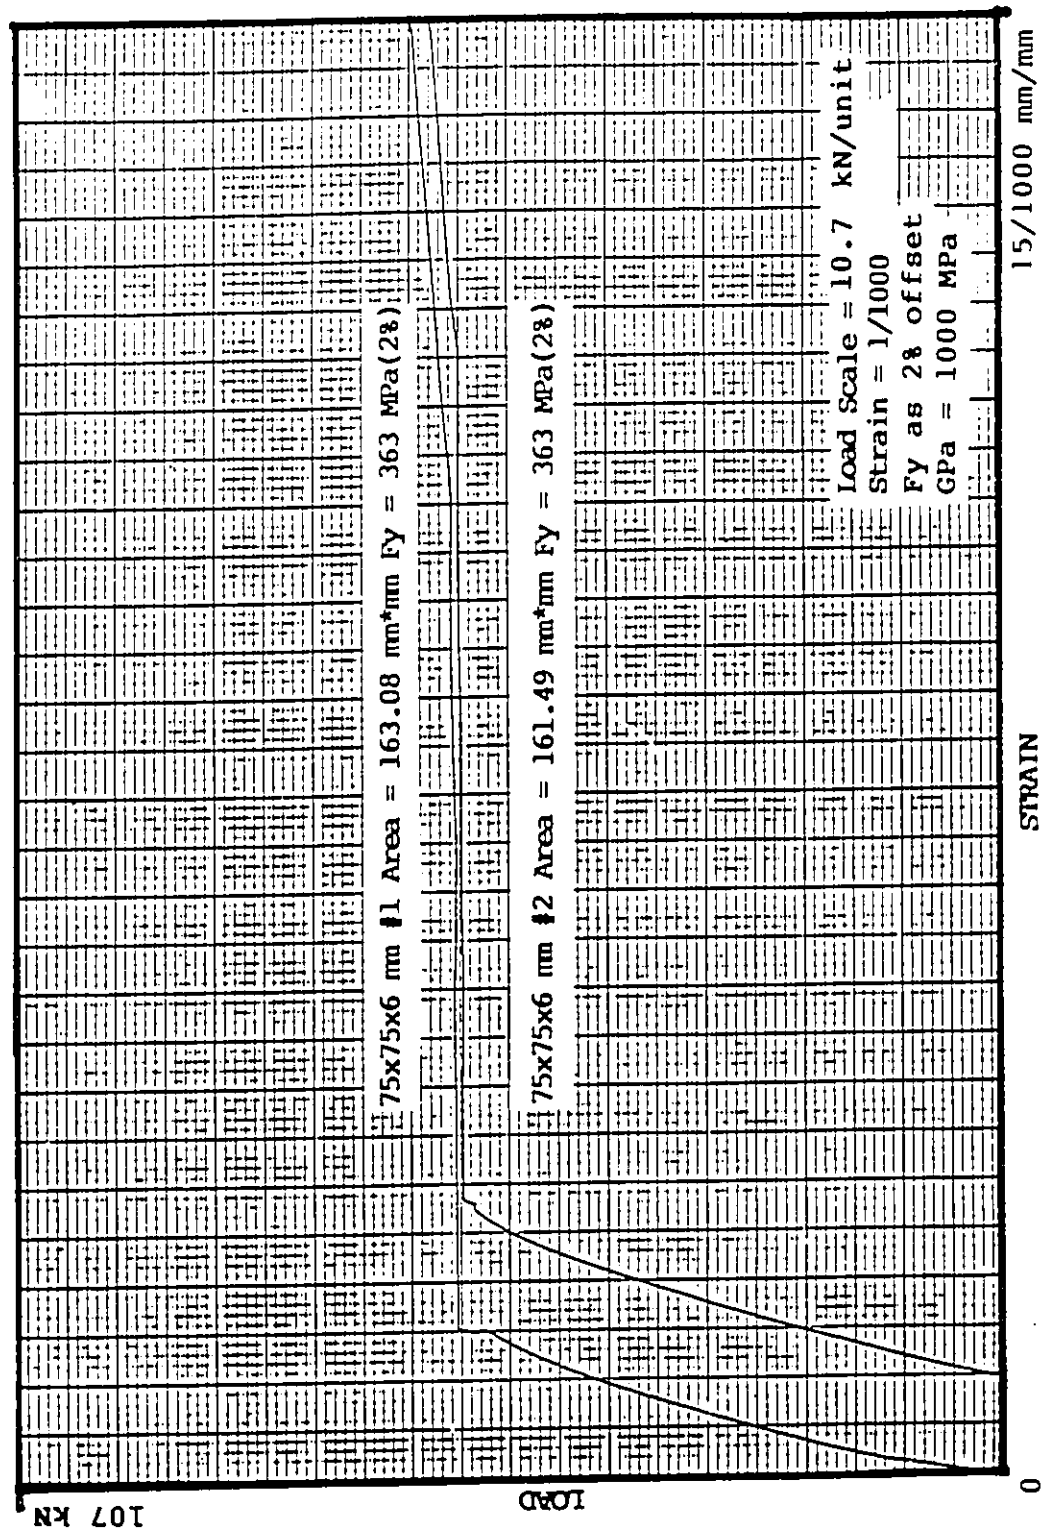 107 kN
LOAD
75x75x6 mm #1 Area = 163.08 mm*mm Fy = 363 MPa(2%)
75x75x6 mm #2 Area = 161.49 mm*mm Fy = 363 MPa(2%)
Load Scale = 10.7 kN/unit
Strain = 1/1000
Fy as 2% offset
GPa = 1000 MPa
0
STRAIN
15/1000 mm/mm